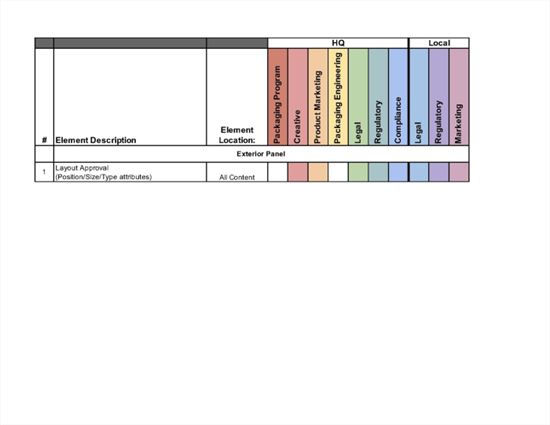 HQ
Local
#
Element Description
Element
Location:
Packaging Program
Creative
Product Marketing
Packaging Engineering
Legal
Regulatory
Compliance
Legal
Regulatory
Marketing
Exterior Panel
1
Layout Approval
(Position/Size/Type attributes)
All Content